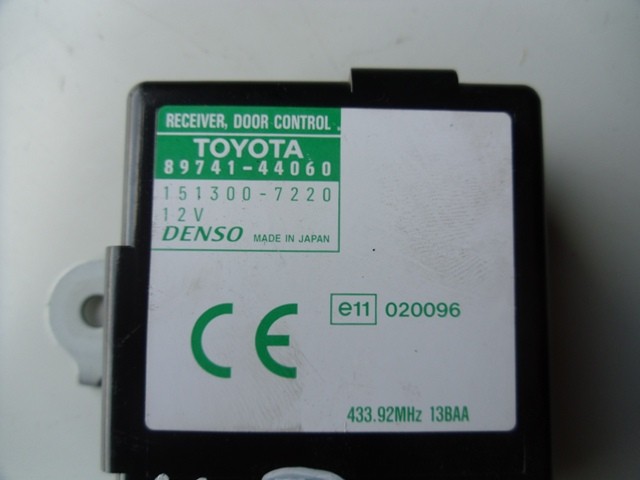 RECEIVER, DOOR CONTROL.
TOYOTA
89741-44060
151300-7220
12V
DENSO MADE IN JAPAN
CE
e11 020096
433.92MHz 13BAA